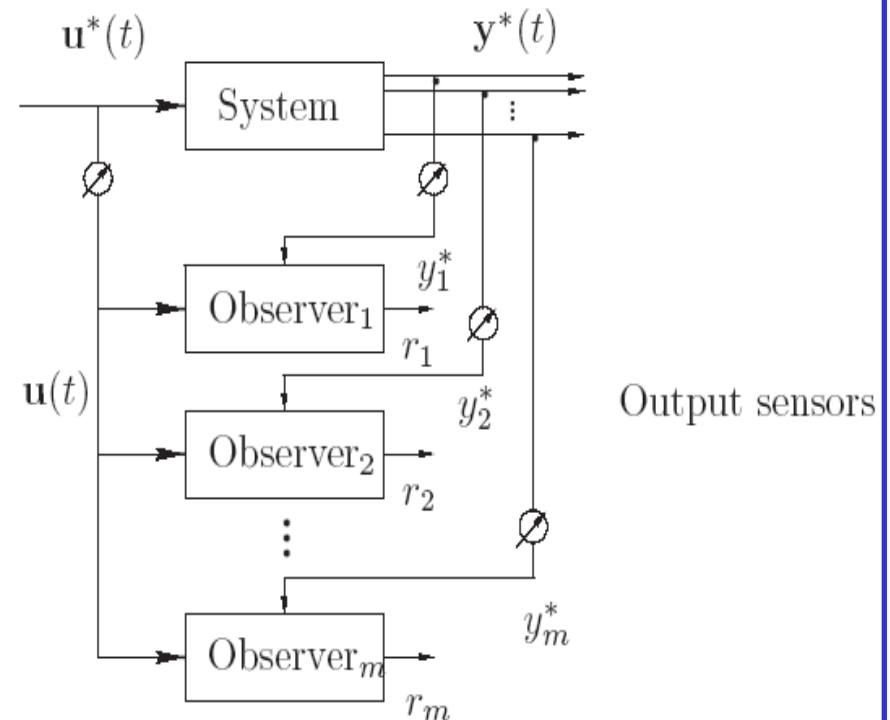 u*(t)
y*(t)
System
⋮
y₁*
Observer₁
r₁
u(t)
y₂*
Output sensors
Observer₂
r₂
⋮
yₘ*
Observerₘ
rₘ